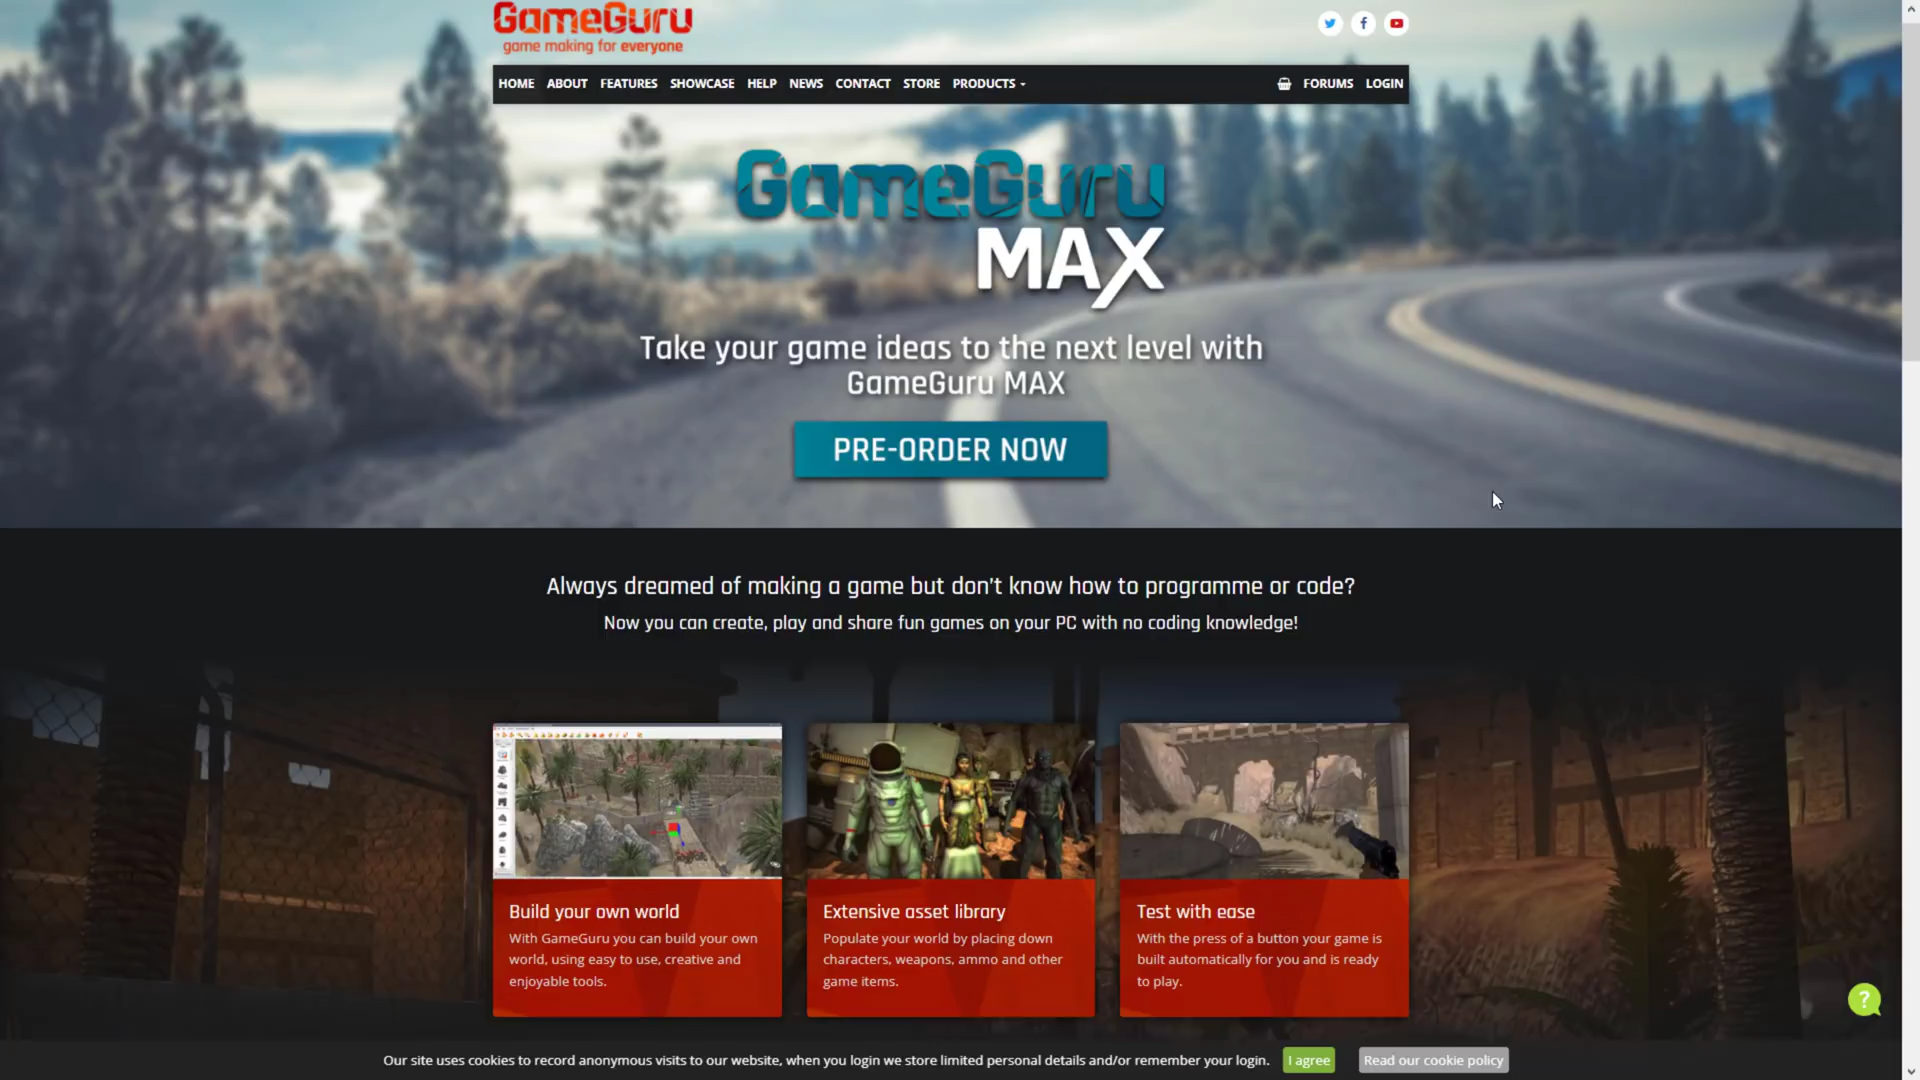 GameGuru
game making for everyone
HOME ABOUT FEATURES SHOWCASE HELP NEWS CONTACT STORE PRODUCTS FORUMS LOGIN
GameGuru
MAX
Take your game ideas to the next level with
GameGuru MAX
PRE-ORDER NOW
Always dreamed of making a game but don't know how to programme or code?
Now you can create, play and share fun games on your PC with no coding knowledge!
Build your own world
With GameGuru you can build your own
world, using easy to use, creative and
enjoyable tools.
Extensive asset library
Populate your world by placing down
characters, weapons, ammo and other
game items.
Test with ease
With the press of a button your game is
built automatically for you and is ready
to play.
?
Our site uses cookies to record anonymous visits to our website, when you login we store limited personal details and/or remember your login. I agree Read our cookie policy